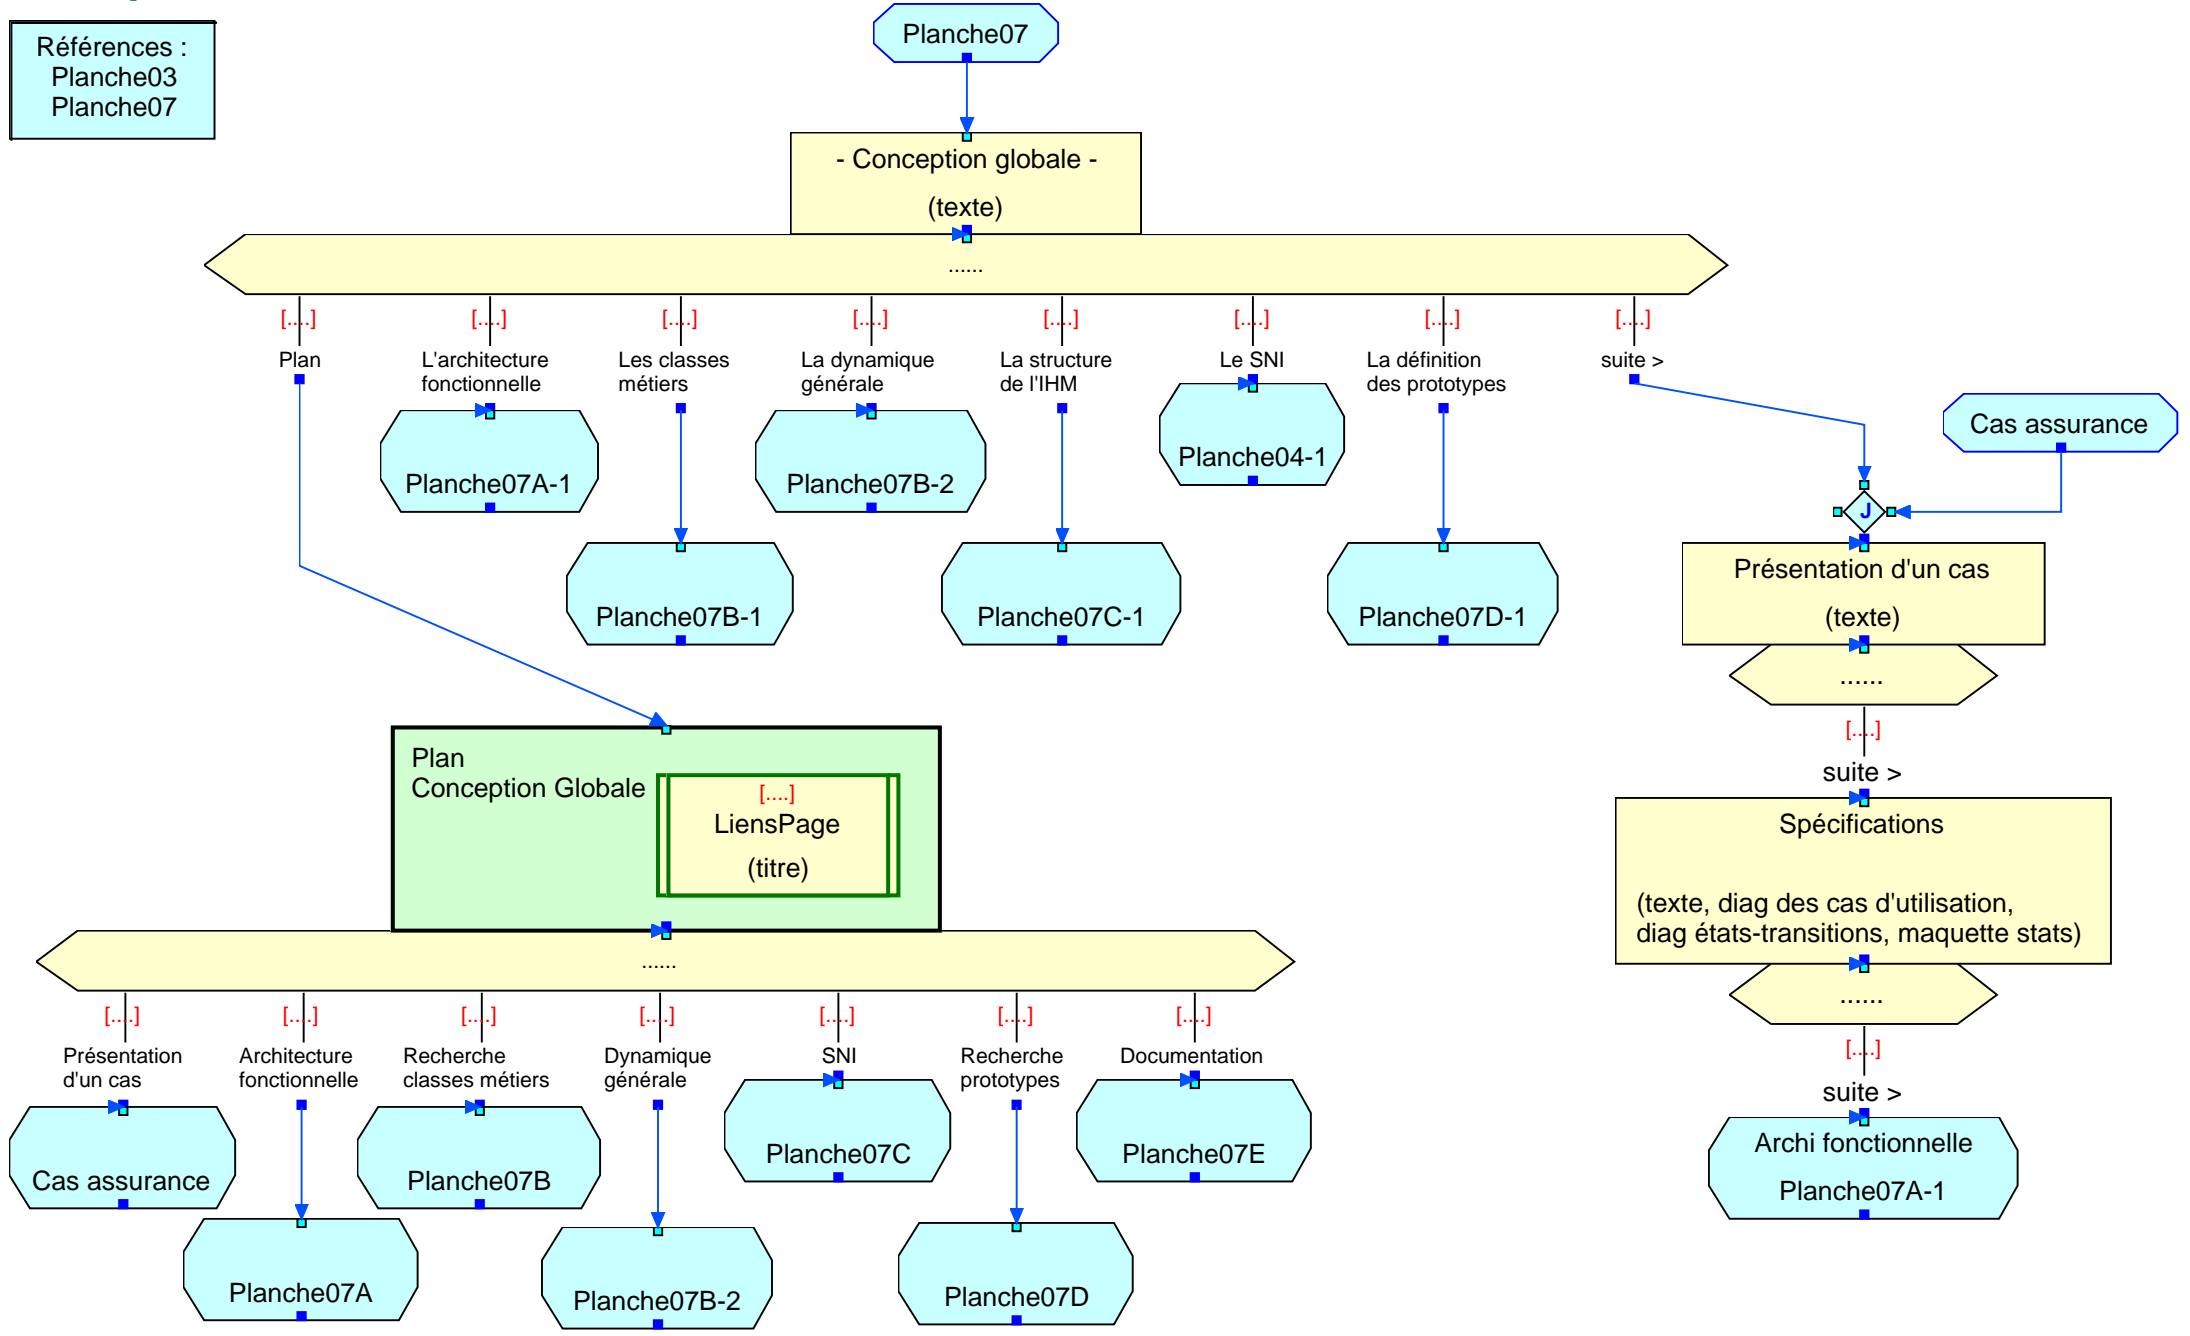 Références :
Planche03
Planche07
Planche07
- Conception globale -
(texte)
......
[....]
[....]
[....]
[....]
[....]
[....]
[....]
[....]
Plan
L'architecture
fonctionnelle
Les classes
métiers
La dynamique
générale
La structure
de l'IHM
Le SNI
La définition
des prototypes
suite >
Planche07A-1
Planche07B-1
Planche07B-2
Planche07C-1
Planche04-1
Planche07D-1
Cas assurance
J
Présentation d'un cas
(texte)
......
[....]
suite >
Spécifications
(texte, diag des cas d'utilisation,
diag états-transitions, maquette stats)
......
[....]
suite >
Archi fonctionnelle
Planche07A-1
Plan
Conception Globale
[....]
LiensPage
(titre)
......
[....]
[....]
[....]
[....]
[....]
[....]
[....]
Présentation
d'un cas
Architecture
fonctionnelle
Recherche
classes métiers
Dynamique
générale
SNI
Recherche
prototypes
Documentation
Cas assurance
Planche07A
Planche07B
Planche07B-2
Planche07C
Planche07D
Planche07E